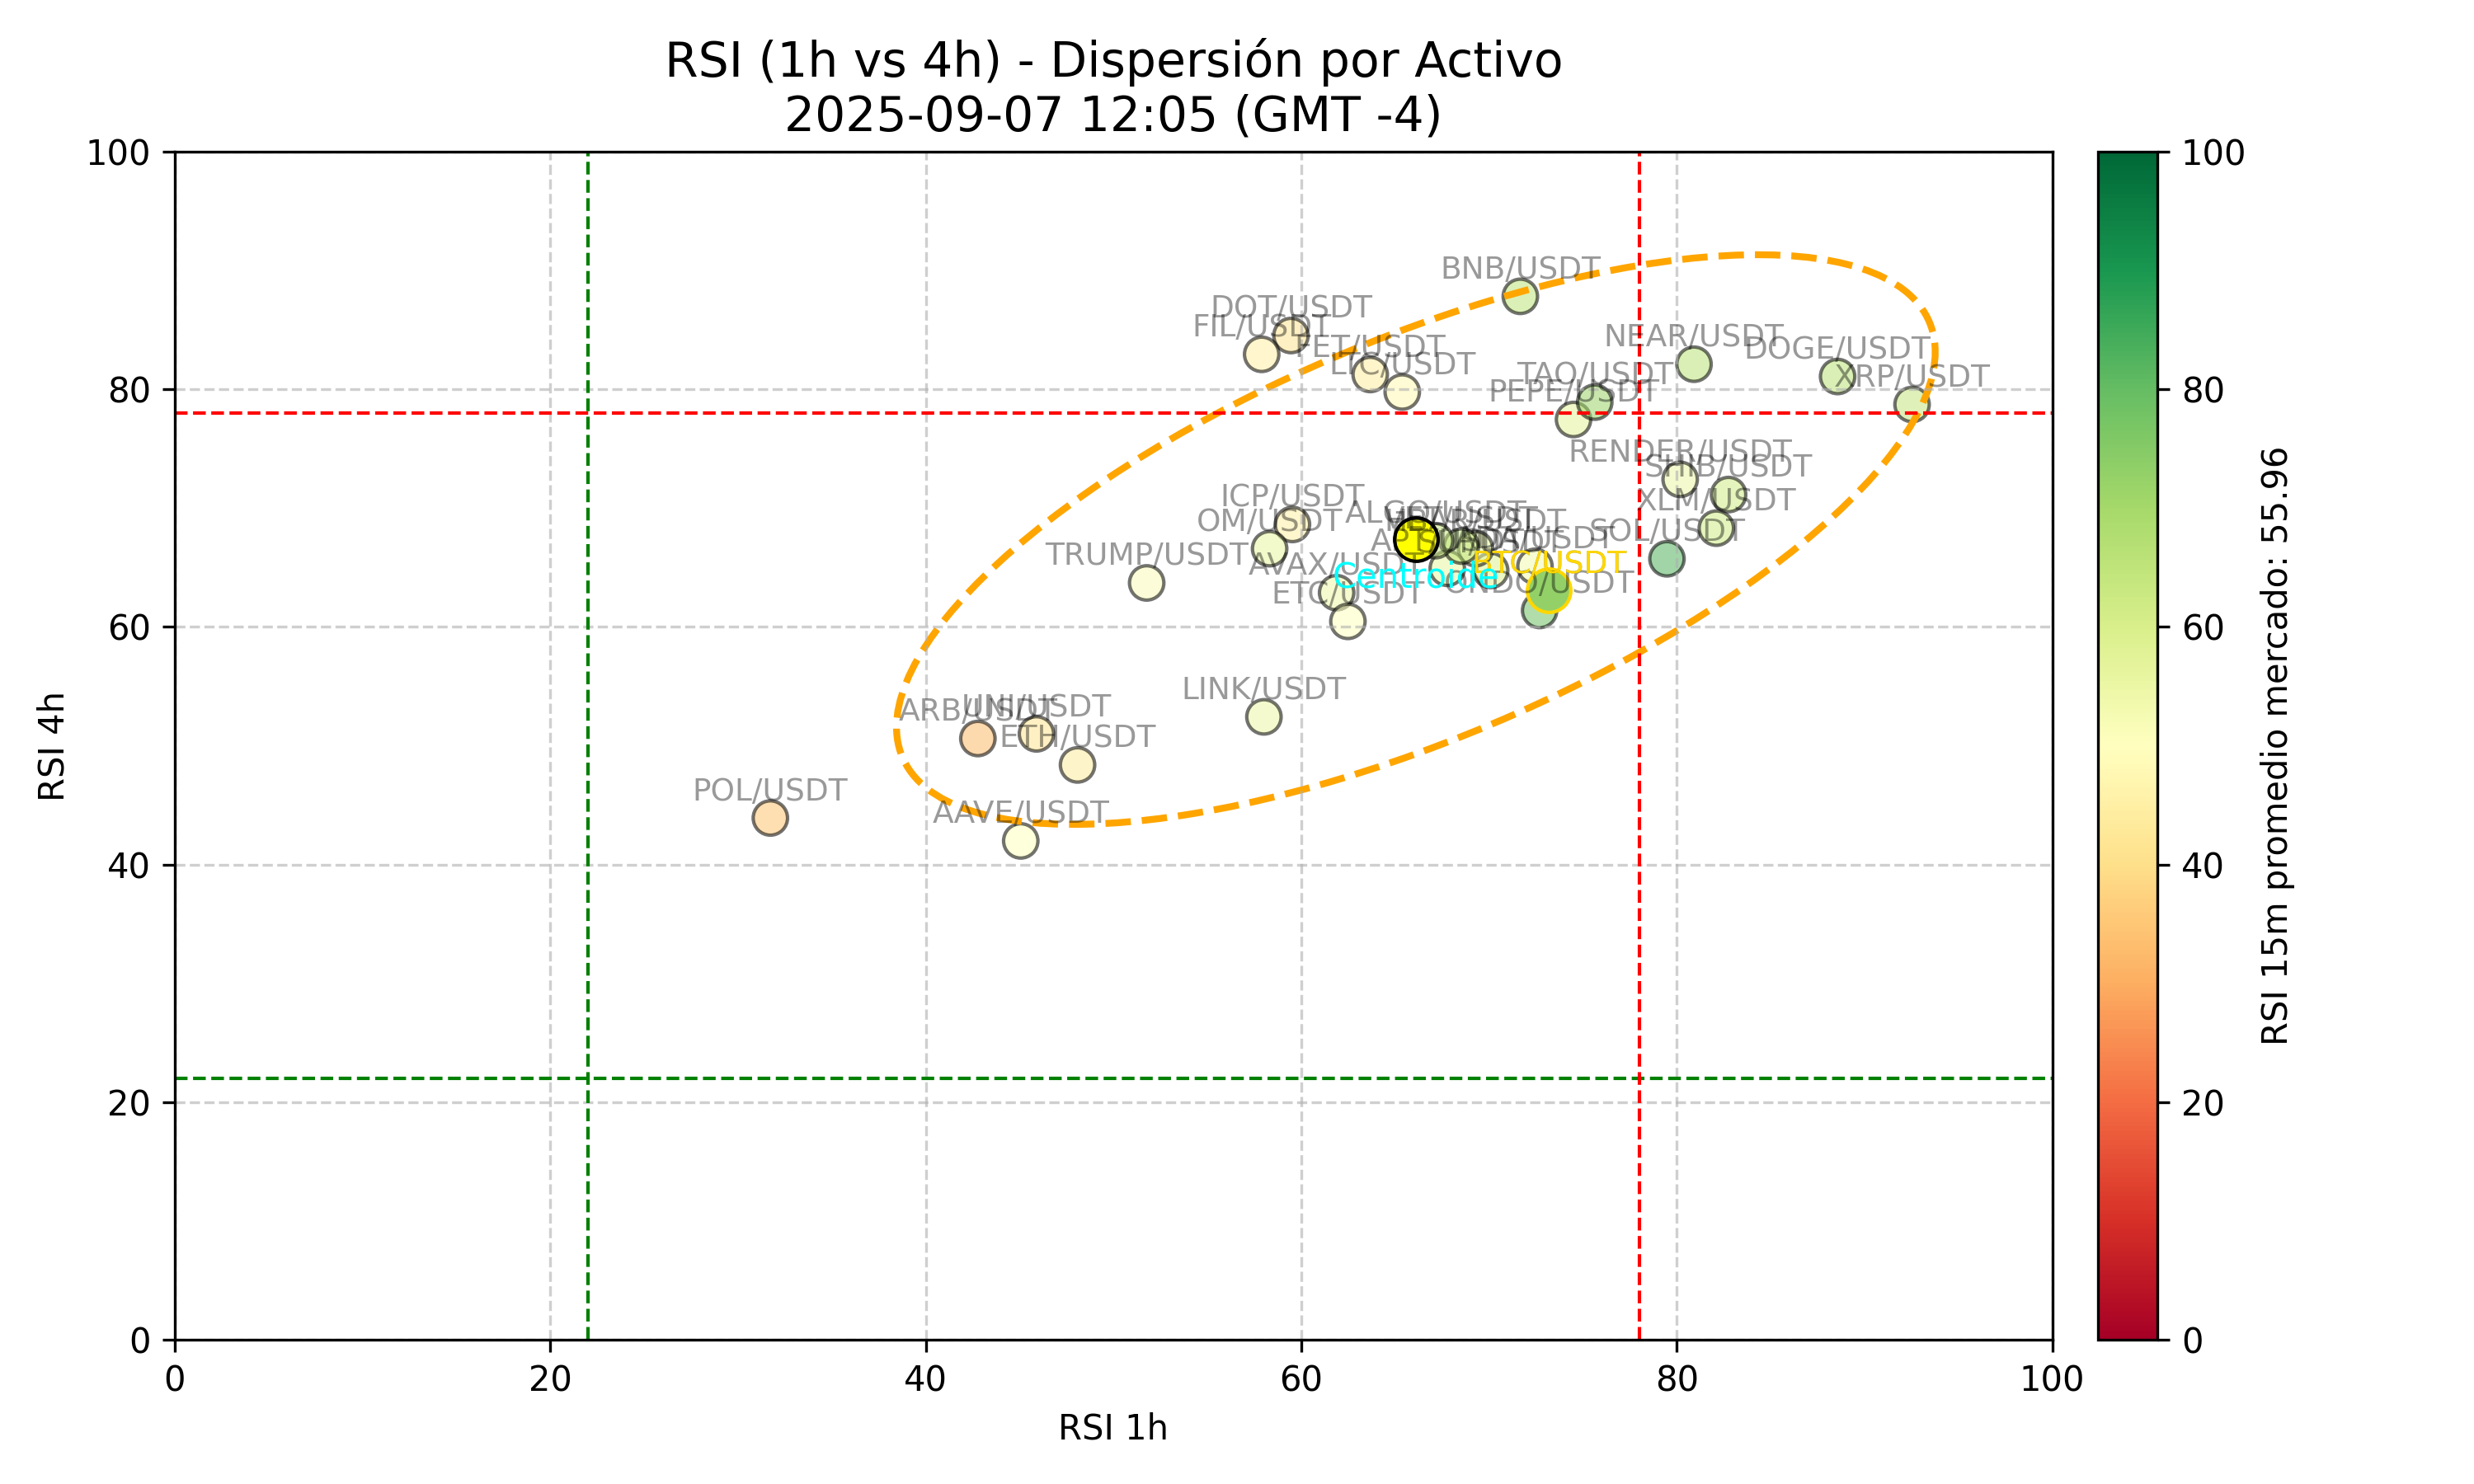 RSI (1h vs 4h) - Dispersión por Activo
2025-09-07 12:05 (GMT -4)
100
80
60
40
20
0
RSI 4h
BNB/USDT
DOT/USDT
FIL/USDT
FET/USDT
LTC/USDT
NEAR/USDT
DOGE/USDT
XRP/USDT
TAO/USDT
PEPE/USDT
RENDER/USDT
SHIB/USDT
XLM/USDT
SOL/USDT
ICP/USDT
OM/USDT
TRUMP/USDT
AVAX/USDT
ETC/USDT
BTC/USDT
ONDO/USDT
Centroide
LINK/USDT
ARB/USDT
UNI/USDT
ETH/USDT
POL/USDT
AAVE/USDT
0
20
40
60
80
100
RSI 1h
100
80
60
40
20
0
RSI 15m promedio mercado: 55.96